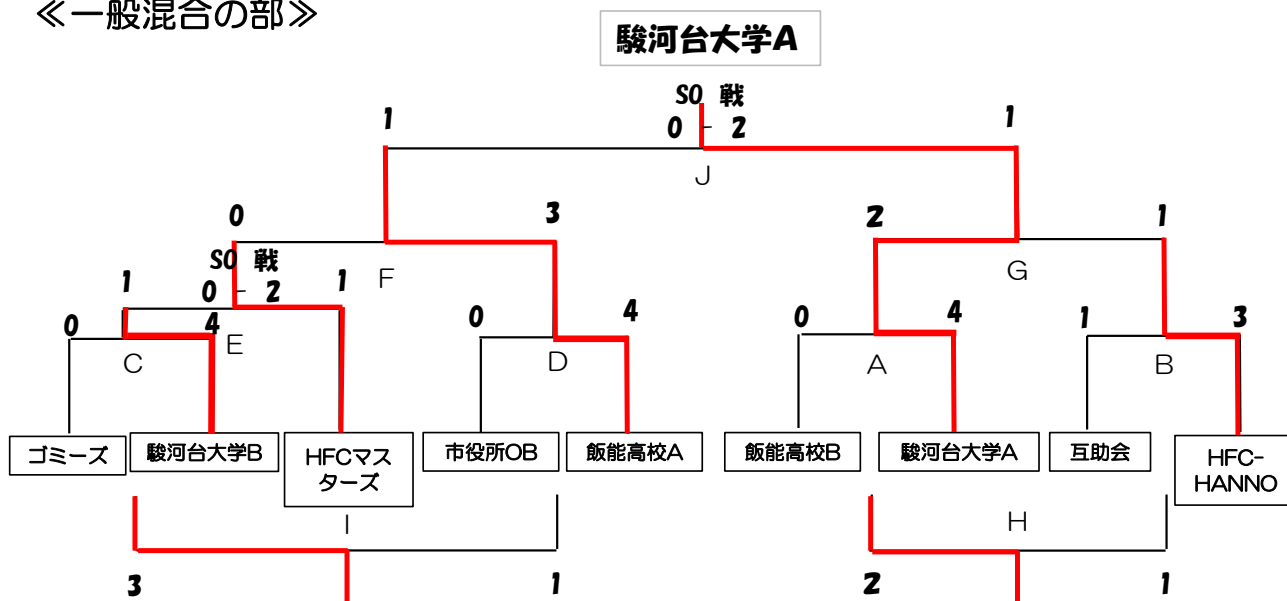 ≪一般混合の部≫
駿河台大学A
SO 戦
1 0 - 2 1
J
0 3 2 1
SO 戦
F G
1 0 - 2 1
0 4 0 4 0 4 1 3
E
C D A B
ゴミーズ 駿河台大学B HFCマス 市役所OB 飯能高校A 飯能高校B 駿河台大学A 互助会 HFC-
ターズ HANNO
I H
3 1 2 1